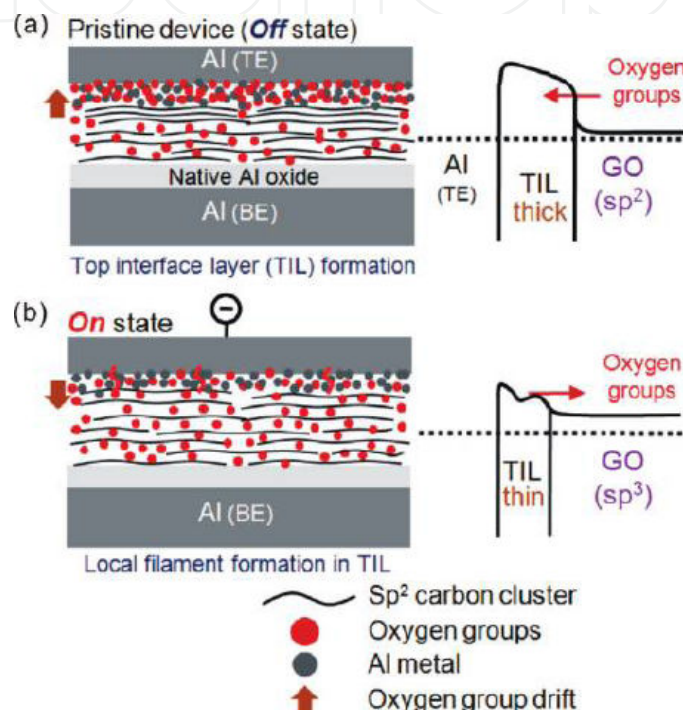 (a) Pristine device (Off state)
Al (TE)
Native Al oxide
Al (BE)
Top interface layer (TIL) formation
Oxygen
groups
Al
(TE)
TIL
thick
GO
(sp²)
(b) On state
Al (BE)
Local filament formation in TIL
Oxygen
groups
TIL
thin
GO
(sp³)
Sp² carbon cluster
Oxygen groups
Al metal
Oxygen group drift